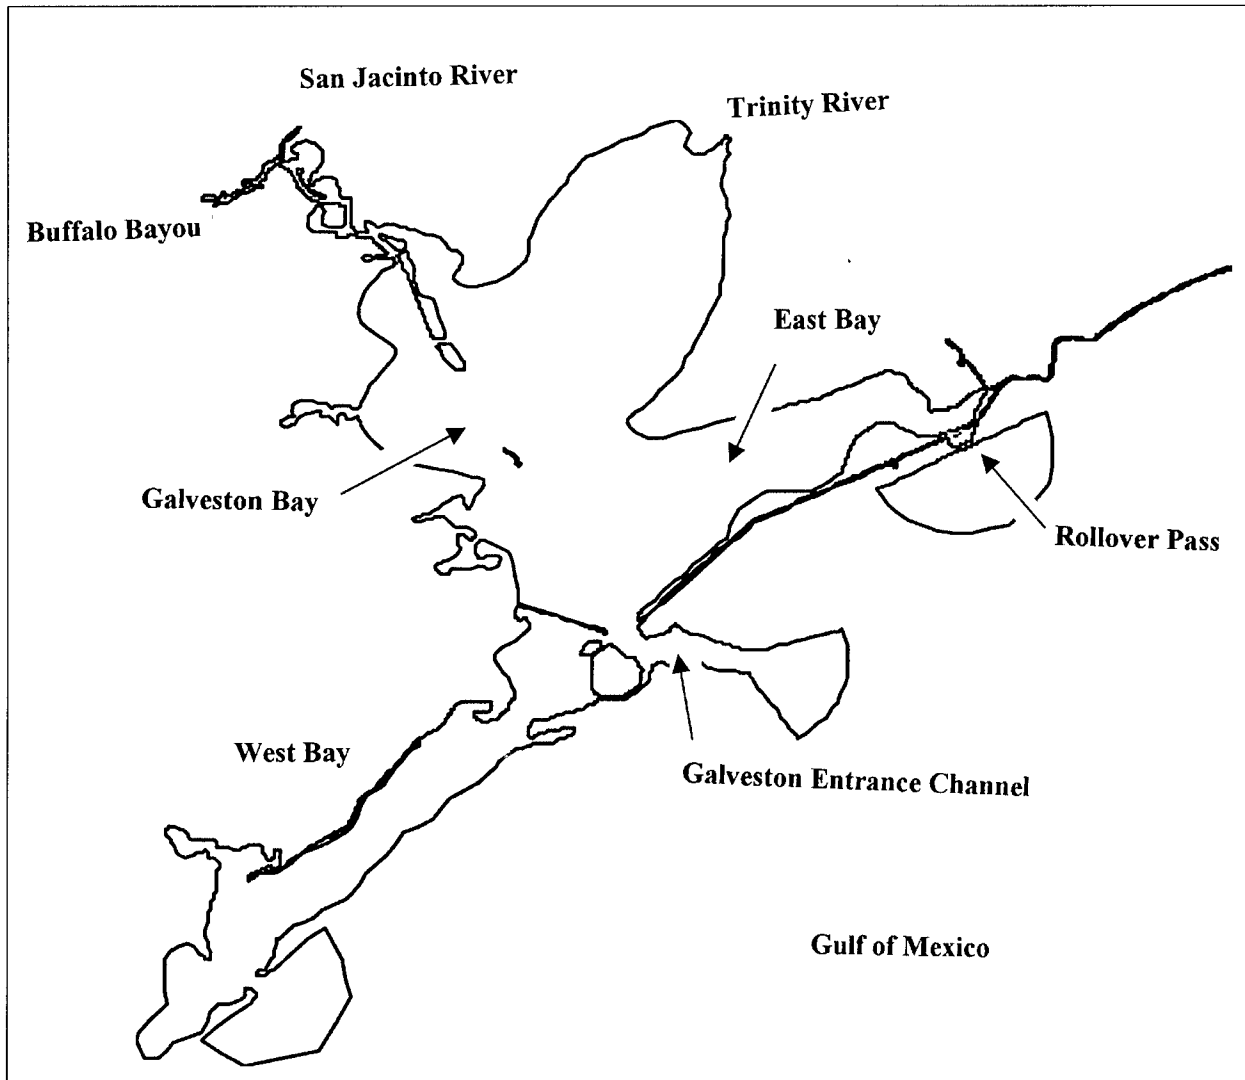 San Jacinto River
Trinity River
Buffalo Bayou
East Bay
Galveston Bay
Rollover Pass
West Bay
Galveston Entrance Channel
Gulf of Mexico